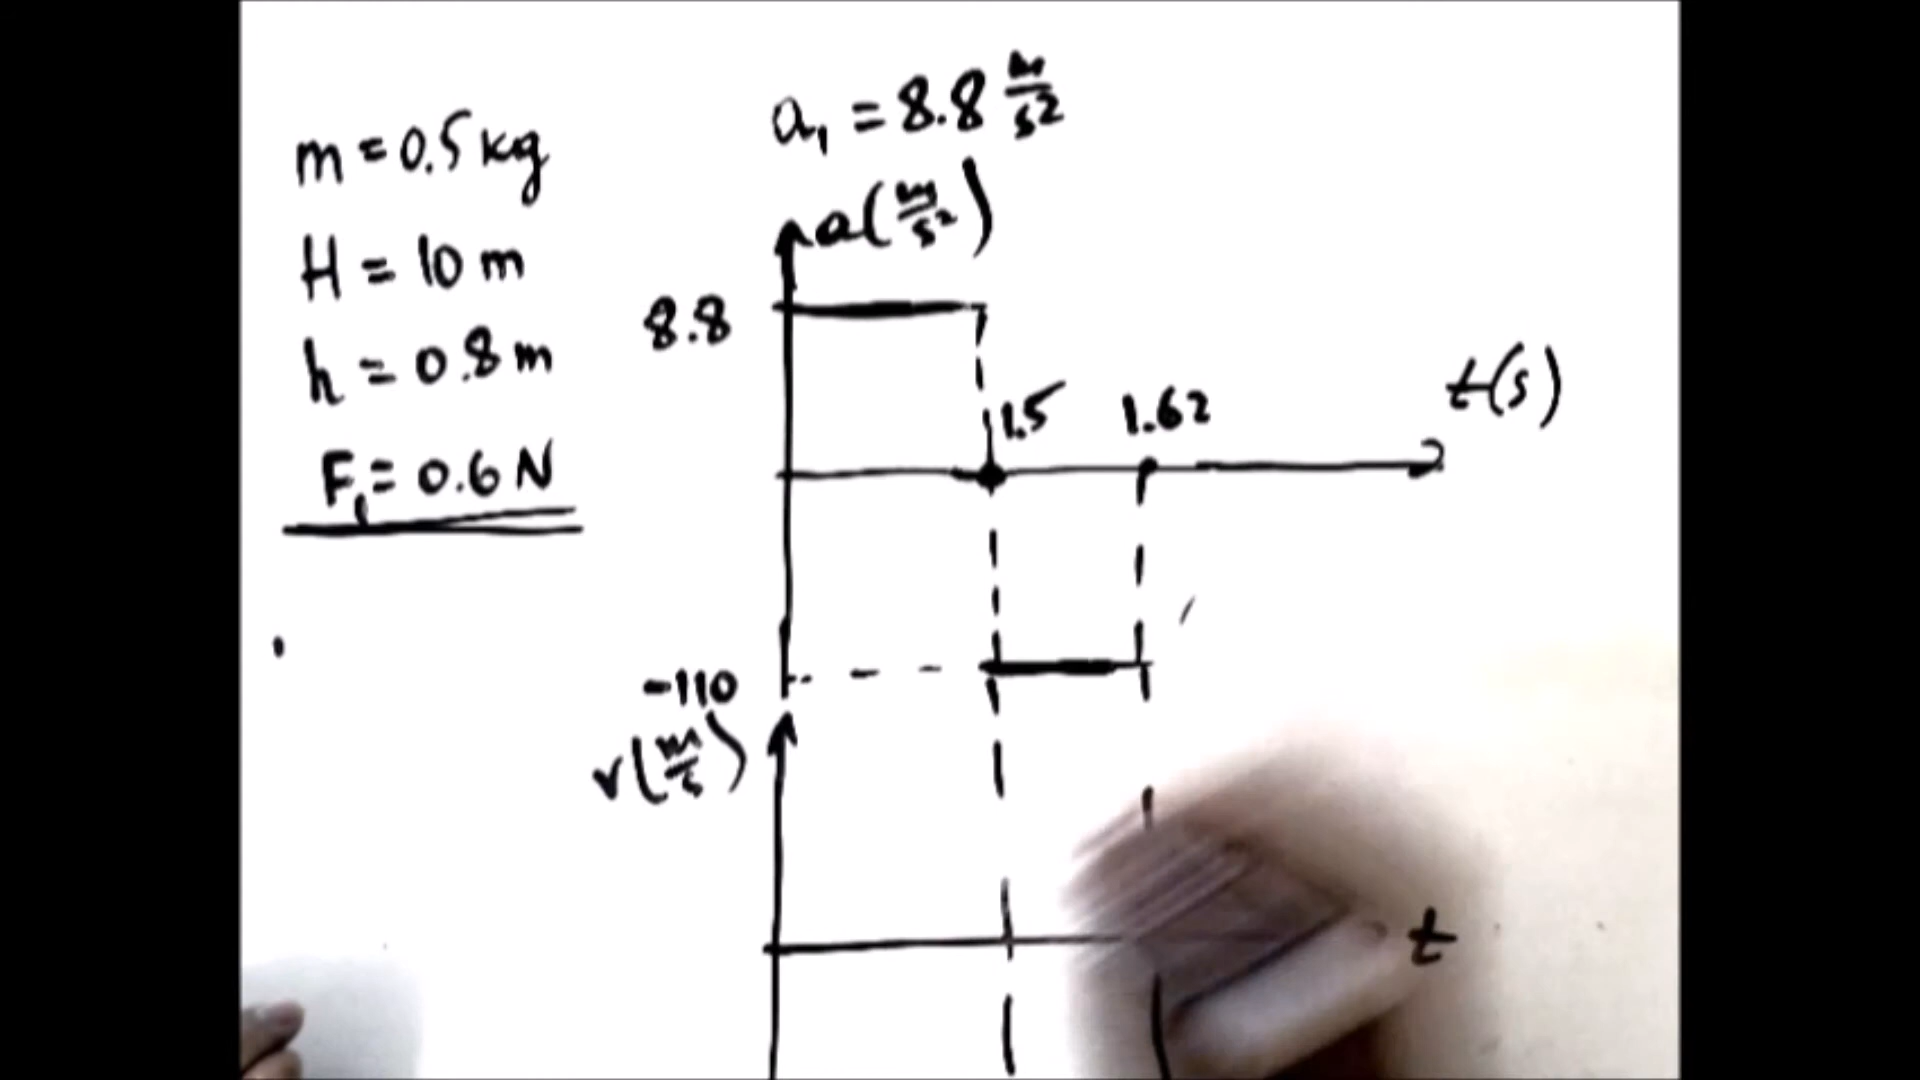 m = 0.5 kg
H = 10 m
h = 0.8 m
F₁ = 0.6 N
a₁ = 8.8 m/s²
a(m/s²)
8.8
1.5
1.62
t(s)
-110
v(m/s)
t